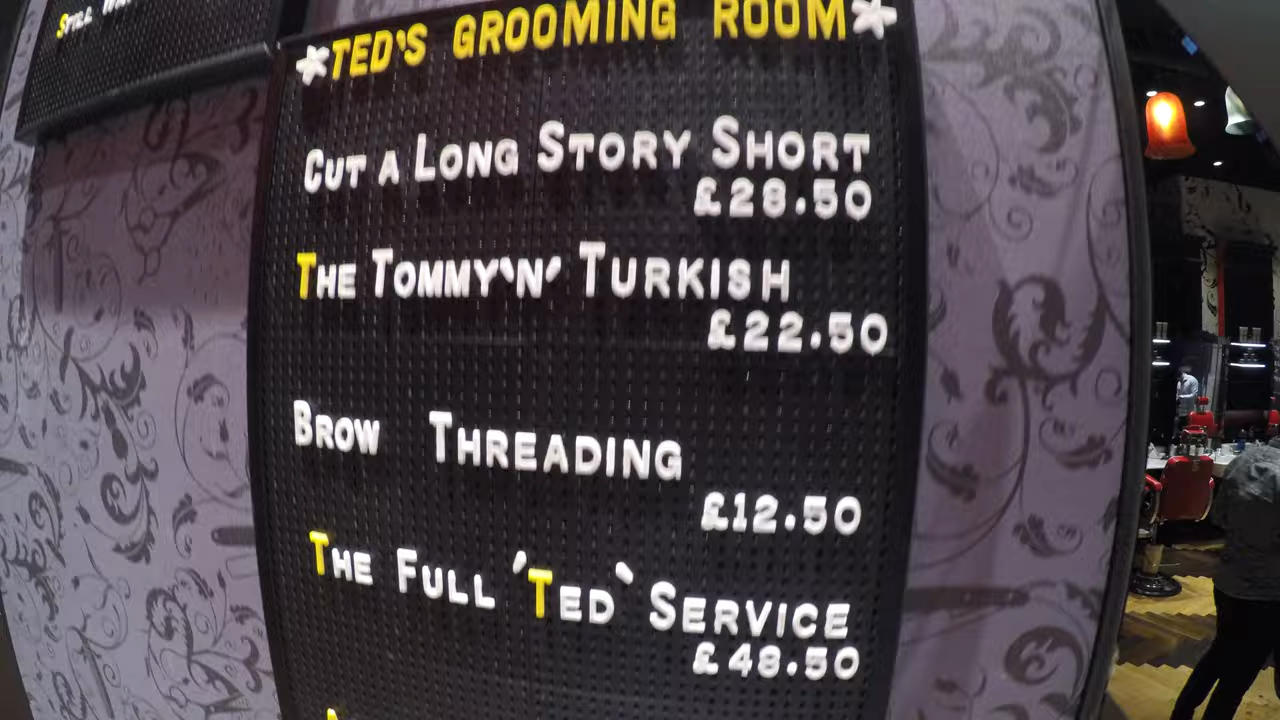 STILL
*TED'S GROOMING ROOM*
CUT A LONG STORY SHORT
£28.50
THE TOMMY'N' TURKISH
£22.50
BROW THREADING
£12.50
THE FULL 'TED' SERVICE
£48.50